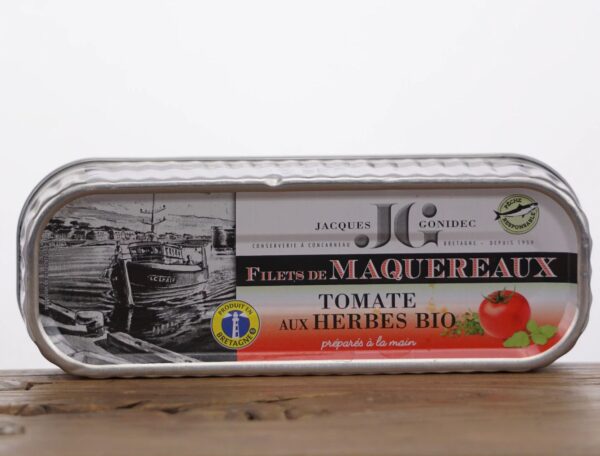 JACQUES JG GONIDEC
CONSERVERIE À CONCARNEAU BRETAGNE - DEPUIS 1959
PÊCHE RESPONSABLE
FILETS DE MAQUEREAUX
TOMATE
AUX HERBES BIO
préparés à la main
PRODUIT EN BRETAGNE